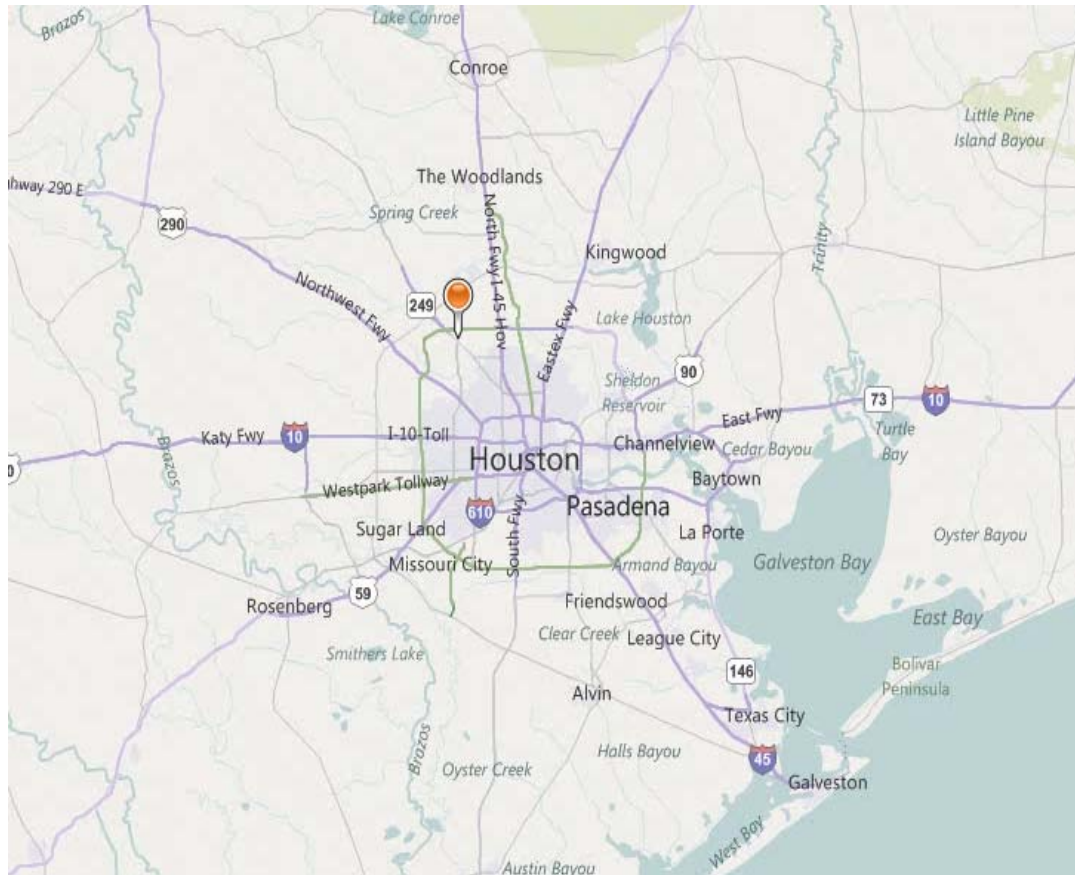 Brazos
Lake Conroe
Conroe
Little Pine
Island Bayou
The Woodlands
hway 290 E
290
Spring Creek
North Fwy
I-45 Hov
Kingwood
Trinity
Northwest Fwy
249
Eastex Fwy
Lake Houston
90
Sheldon
Reservoir
73
10
East Fwy
Turtle
Bay
Katy Fwy
10
I-10-Toll
Channelview
Cedar Bayou
Brazos
0
Houston
Westpark Tollway
Baytown
610
Pasadena
Sugar Land
South Fwy
La Porte
Oyster Bayou
Missouri City
Armand Bayou
Galveston Bay
59
Rosenberg
Friendswood
East Bay
Clear Creek
League City
Smithers Lake
146
Bolivar
Peninsula
Alvin
Texas City
Brazos
Halls Bayou
45
Oyster Creek
Galveston
West Bay
Austin Bayou